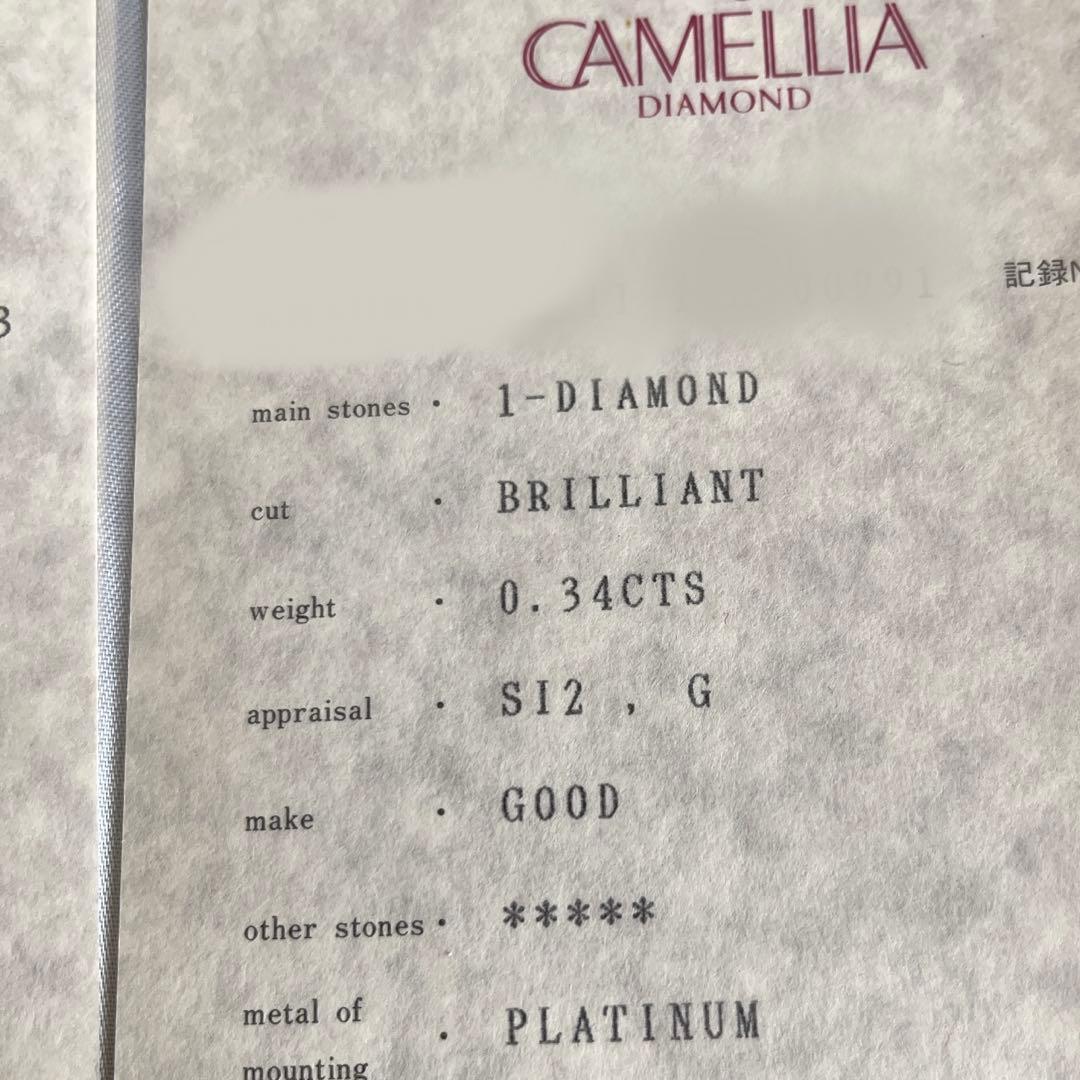 CAMELLIA
DIAMOND
記録N
3
main stones · 1-DIAMOND
cut · BRILLIANT
weight · 0.34CTS
appraisal · SI2 , G
make · GOOD
other stones · *****
metal of
mounting · PLATINUM